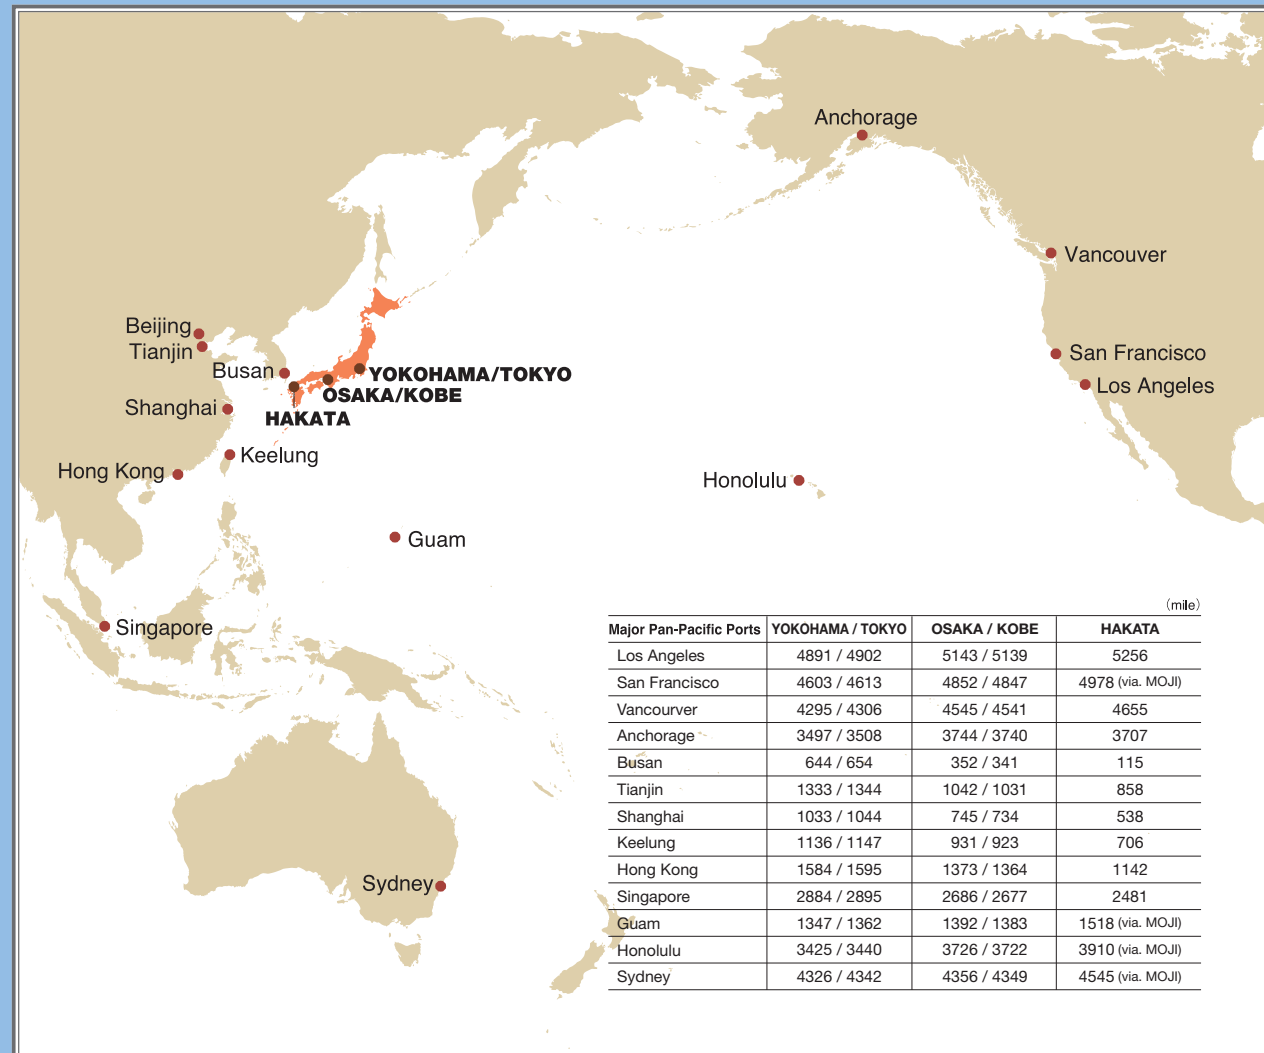 Anchorage
Vancouver
Beijing
Tianjin
San Francisco
Busan
YOKOHAMA/TOKYO
Los Angeles
OSAKA/KOBE
Shanghai
HAKATA
Keelung
Hong Kong
Honolulu
Guam
Singapore
Sydney
(mile)
Major Pan-Pacific Ports YOKOHAMA / TOKYO OSAKA / KOBE HAKATA
Los Angeles 4891 / 4902 5143 / 5139 5256
San Francisco 4603 / 4613 4852 / 4847 4978 (via. MOJI)
Vancourver 4295 / 4306 4545 / 4541 4655
Anchorage 3497 / 3508 3744 / 3740 3707
Busan 644 / 654 352 / 341 115
Tianjin 1333 / 1344 1042 / 1031 858
Shanghai 1033 / 1044 745 / 734 538
Keelung 1136 / 1147 931 / 923 706
Hong Kong 1584 / 1595 1373 / 1364 1142
Singapore 2884 / 2895 2686 / 2677 2481
Guam 1347 / 1362 1392 / 1383 1518 (via. MOJI)
Honolulu 3425 / 3440 3726 / 3722 3910 (via. MOJI)
Sydney 4326 / 4342 4356 / 4349 4545 (via. MOJI)